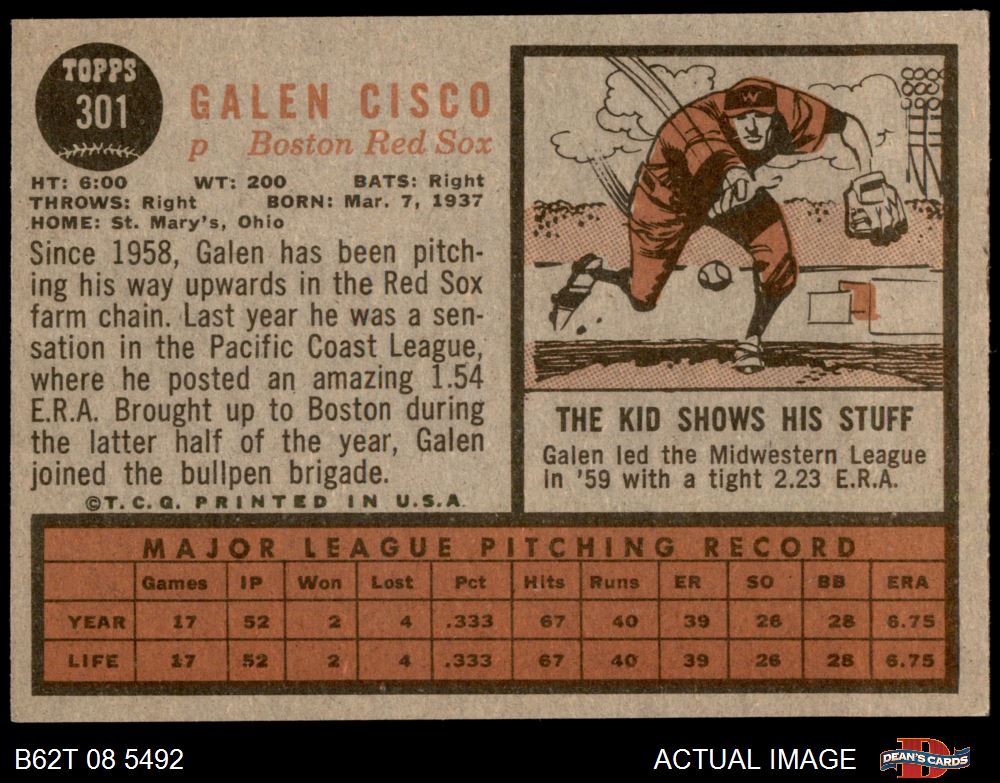 TOPPS
301
GALEN CISCO
p Boston Red Sox
HT: 6:00 WT: 200 BATS: Right
THROWS: Right BORN: Mar. 7, 1937
HOME: St. Mary's, Ohio
Since 1958, Galen has been pitch-
ing his way upwards in the Red Sox
farm chain. Last year he was a sen-
sation in the Pacific Coast League,
where he posted an amazing 1.54
E.R.A. Brought up to Boston during
the latter half of the year, Galen
joined the bullpen brigade.
©T.C.G. PRINTED IN U.S.A.
W
THE KID SHOWS HIS STUFF
Galen led the Midwestern League
in '59 with a tight 2.23 E.R.A.
MAJOR LEAGUE PITCHING RECORD
Games IP Won Lost Pct Hits Runs ER SO BB ERA
YEAR 17 52 2 4 .333 67 40 39 26 28 6.75
LIFE 17 52 2 4 .333 67 40 39 26 28 6.75
B62T 08 5492 ACTUAL IMAGE
D
DEAN'S CARDS